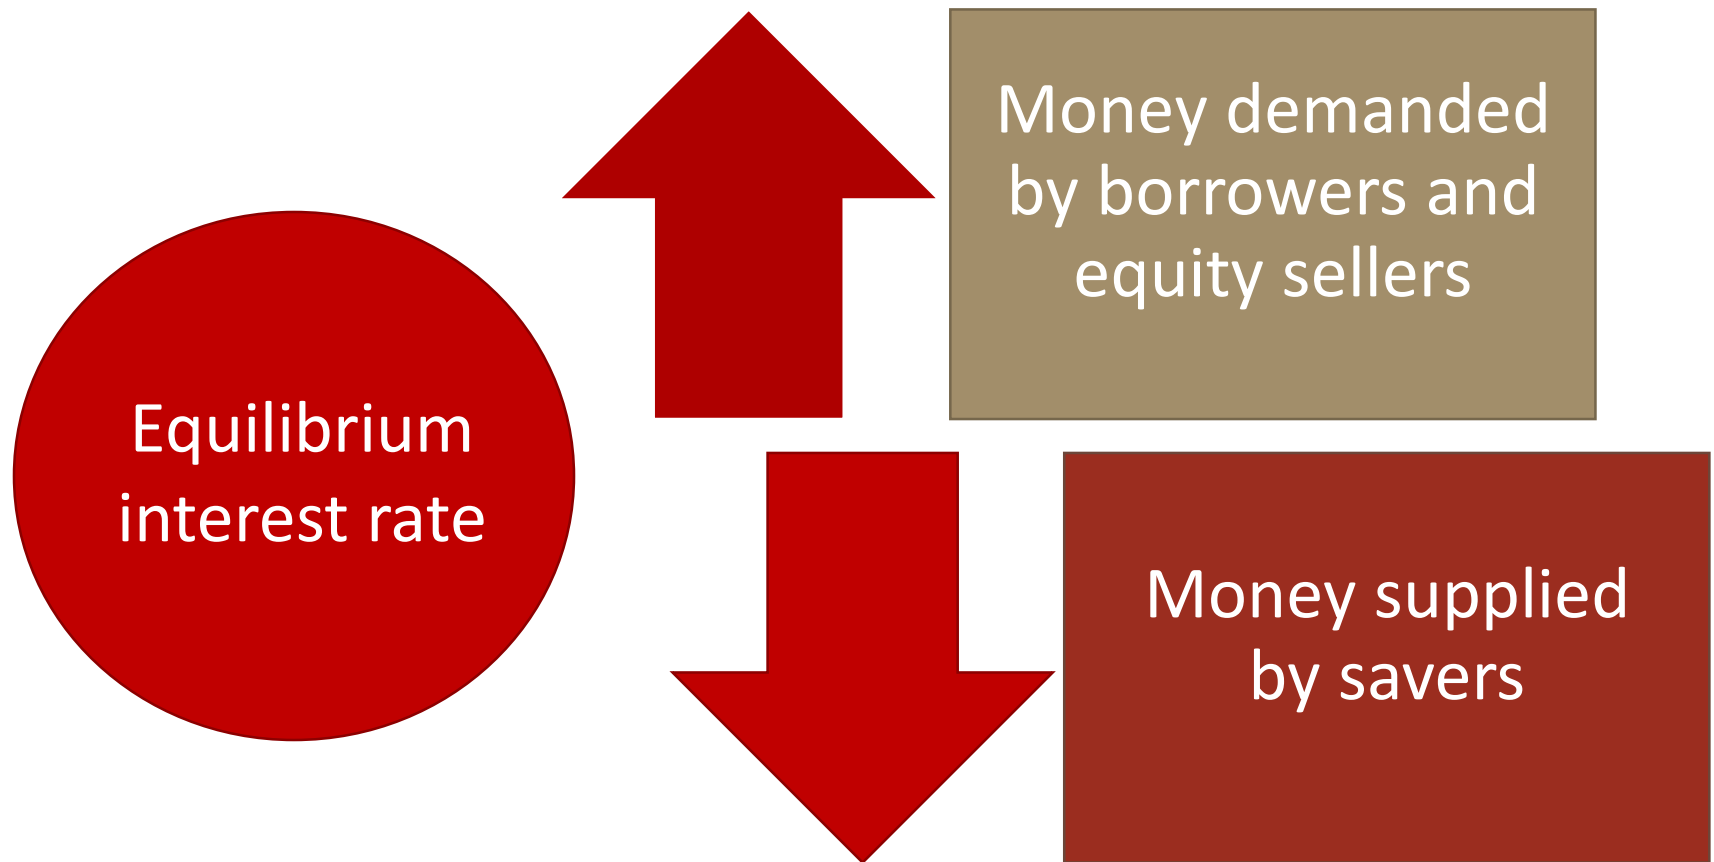 Equilibrium
interest rate
Money demanded
by borrowers and
equity sellers
Money supplied
by savers